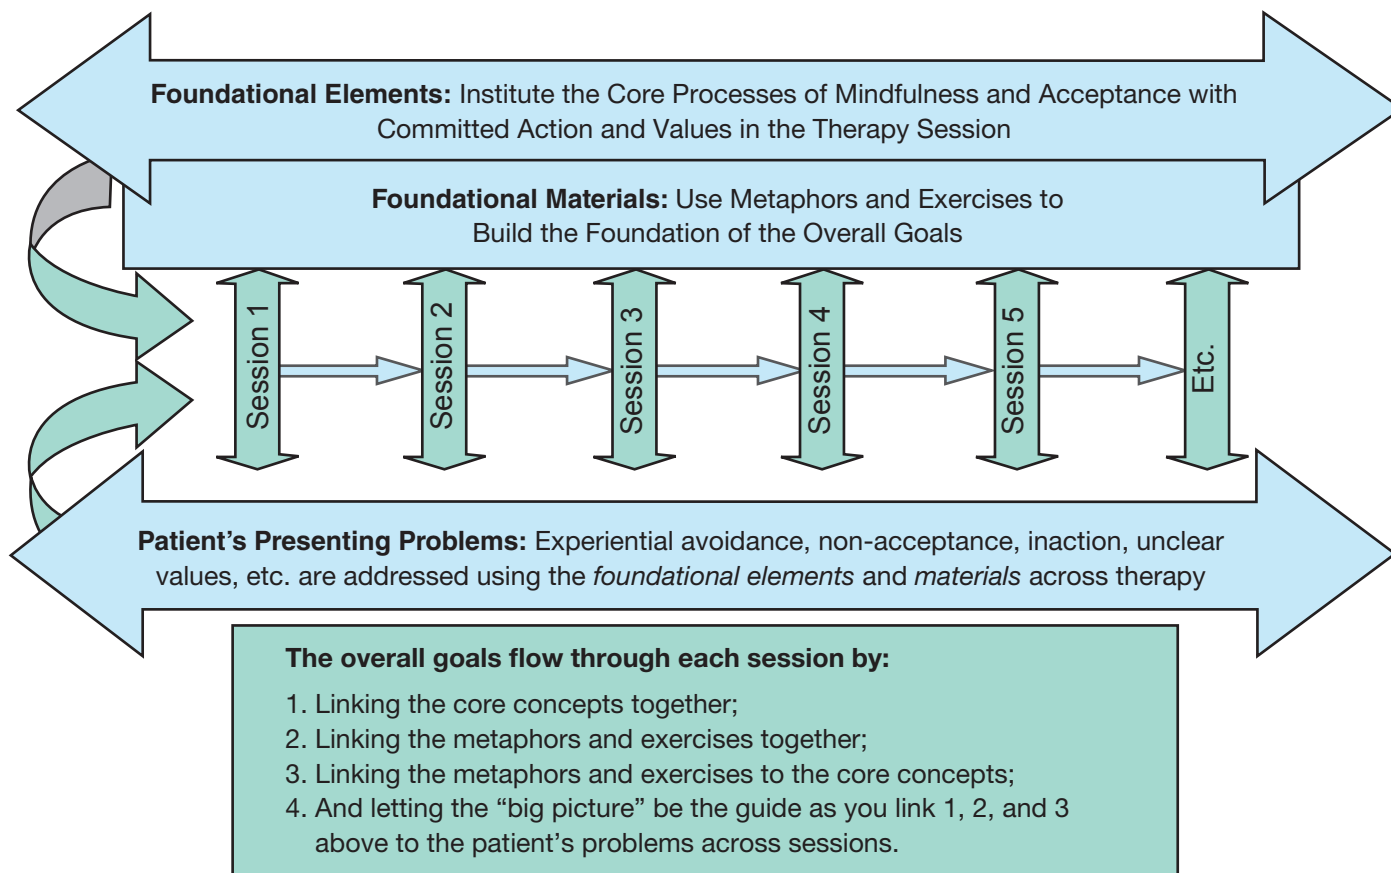 Foundational Elements: Institute the Core Processes of Mindfulness and Acceptance with
Committed Action and Values in the Therapy Session
Foundational Materials: Use Metaphors and Exercises to
Build the Foundation of the Overall Goals
Session 1
Session 2
Session 3
Session 4
Session 5
Etc.
Patient’s Presenting Problems: Experiential avoidance, non-acceptance, inaction, unclear
values, etc. are addressed using the foundational elements and materials across therapy
The overall goals flow through each session by:
1. Linking the core concepts together;
2. Linking the metaphors and exercises together;
3. Linking the metaphors and exercises to the core concepts;
4. And letting the “big picture” be the guide as you link 1, 2, and 3
above to the patient’s problems across sessions.